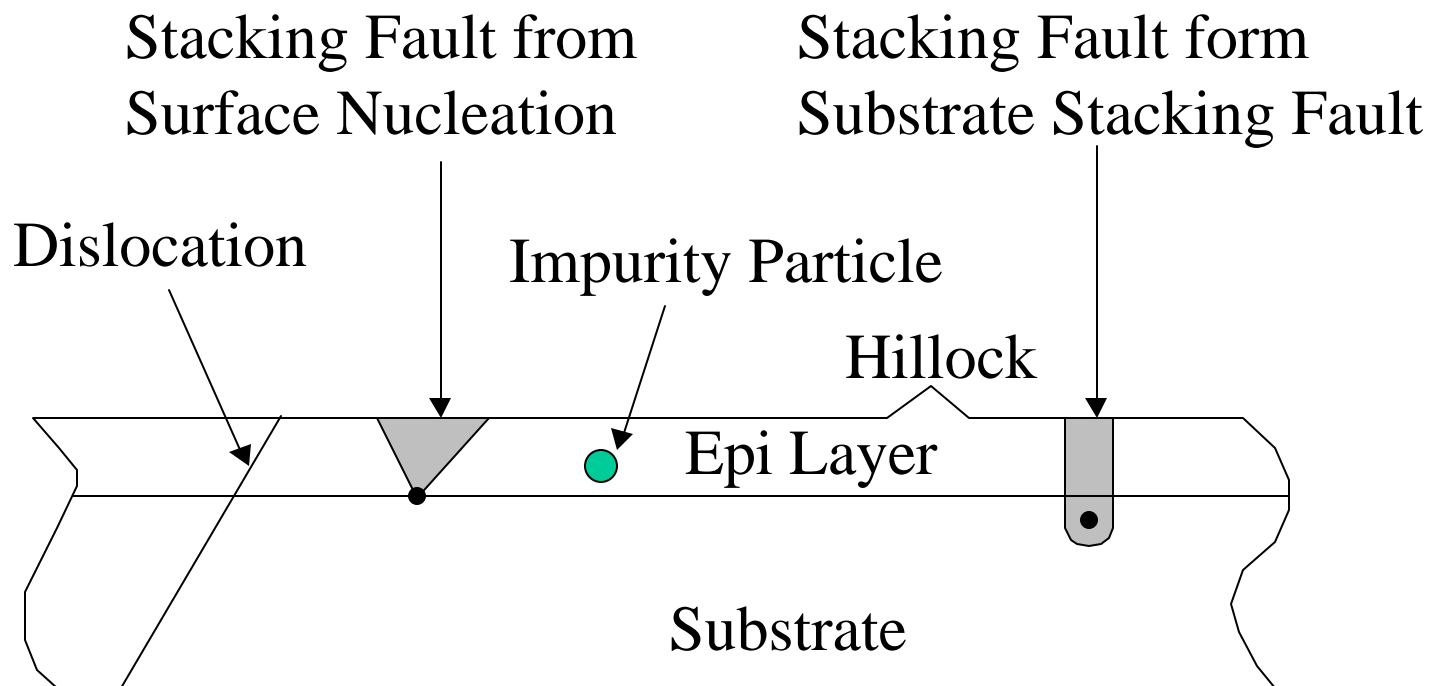 Stacking Fault from
Surface Nucleation
Stacking Fault form
Substrate Stacking Fault
Dislocation
Impurity Particle
Hillock
Epi Layer
Substrate